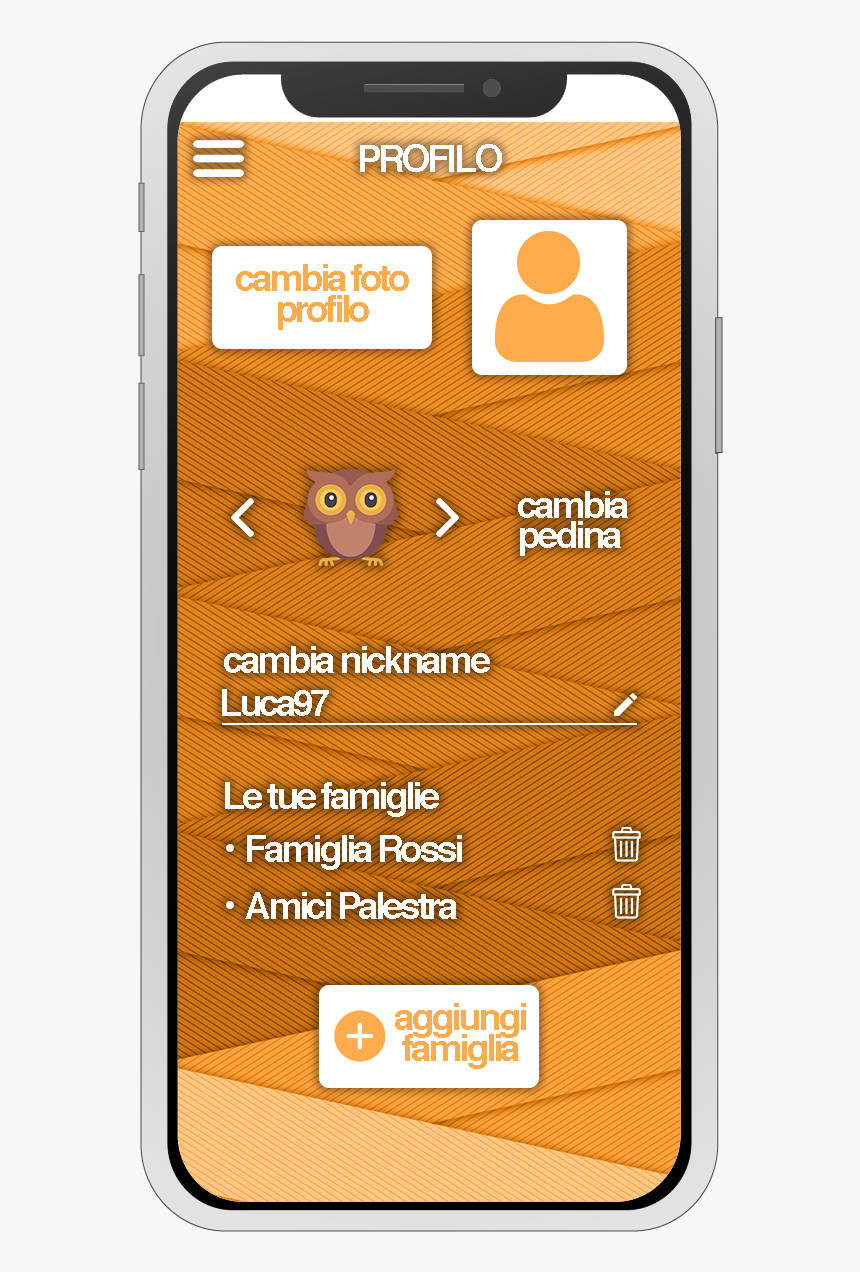 PROFILO
cambia foto
profilo
cambia
pedina
cambia nickname
Luca97
Le tue famiglie
• Famiglia Rossi
• Amici Palestra
aggiungi
famiglia